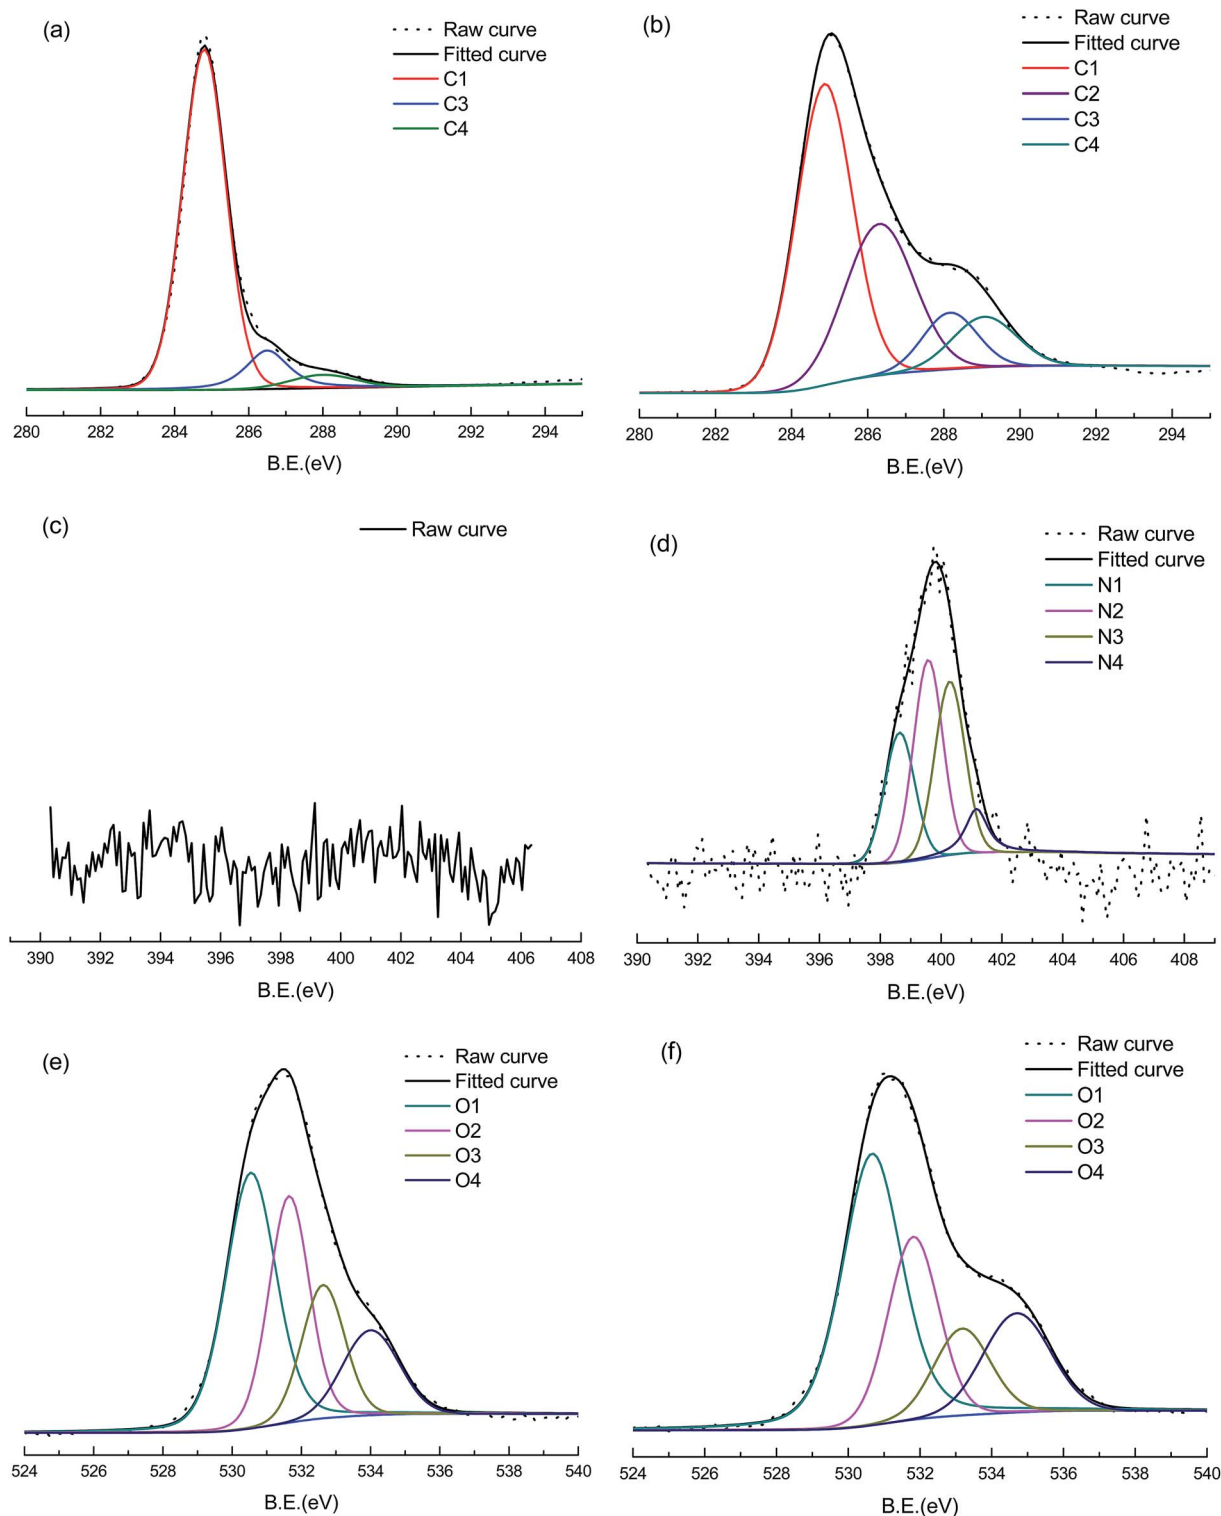 (a)
Raw curve
Fitted curve
C1
C3
C4
280 282 284 286 288 290 292 294
B.E.(eV)
(b)
Raw curve
Fitted curve
C1
C2
C3
C4
280 282 284 286 288 290 292 294
B.E.(eV)
(c)
Raw curve
390 392 394 396 398 400 402 404 406 408
B.E.(eV)
(d)
Raw curve
Fitted curve
N1
N2
N3
N4
390 392 394 396 398 400 402 404 406 408
B.E.(eV)
(e)
Raw curve
Fitted curve
O1
O2
O3
O4
524 526 528 530 532 534 536 538 540
B.E.(eV)
(f)
Raw curve
Fitted curve
O1
O2
O3
O4
524 526 528 530 532 534 536 538 540
B.E.(eV)